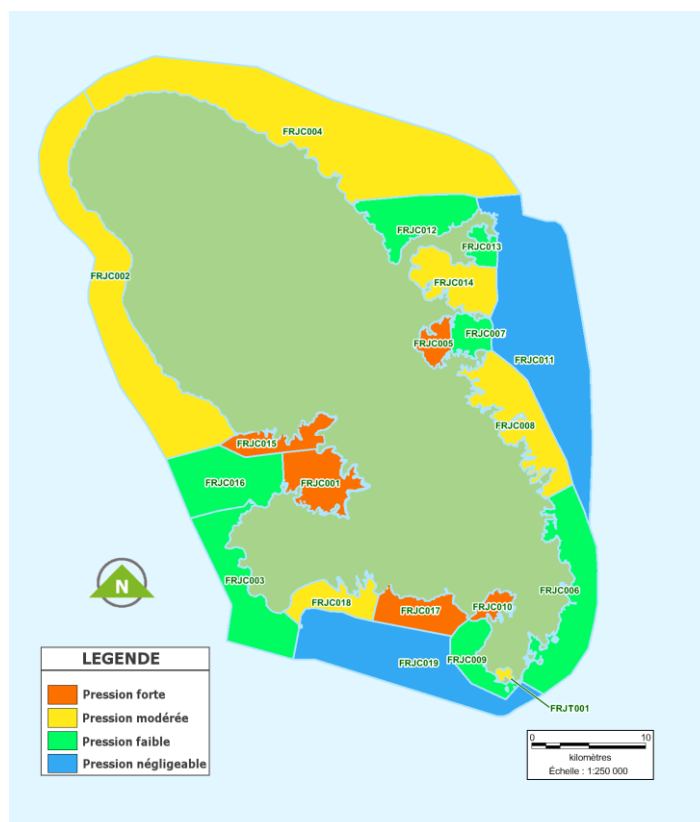 FRJC004
FRJC012
FRJC013
FRJC002
FRJC014
FRJC005
FRJC007
FRJC011
FRJC008
FRJC015
FRJC016
FRJC001
FRJC003
FRJC006
FRJC018
FRJC017
FRJC010
FRJC019
FRJC009
FRJT001
N
LEGENDE
Pression forte
Pression modérée
Pression faible
Pression négligeable
0 10
kilomètres
Échelle : 1:250 000